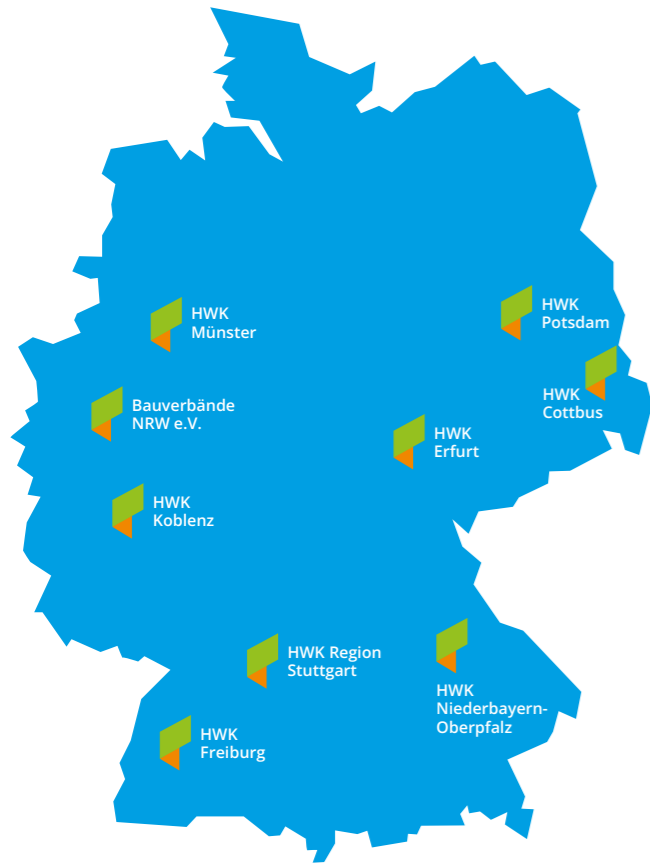 HWK
Münster
HWK
Potsdam
HWK
Cottbus
Bauverbände
NRW e.V.
HWK
Erfurt
HWK
Koblenz
HWK Region
Stuttgart
HWK
Niederbayern-
Oberpfalz
HWK
Freiburg